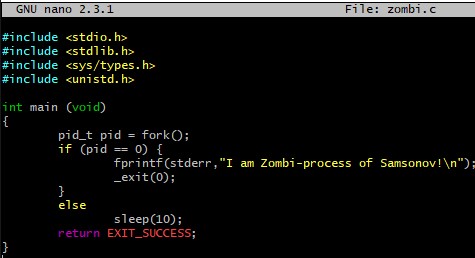 GNU nano 2.3.1 File: zombi.c
#include <stdio.h>
#include <stdlib.h>
#include <sys/types.h>
#include <unistd.h>
int main (void)
{
pid_t pid = fork();
if (pid == 0) {
fprintf(stderr,"I am Zombi-process of Samsonov!\n");
_exit(0);
}
else
sleep(10);
return EXIT_SUCCESS;
}